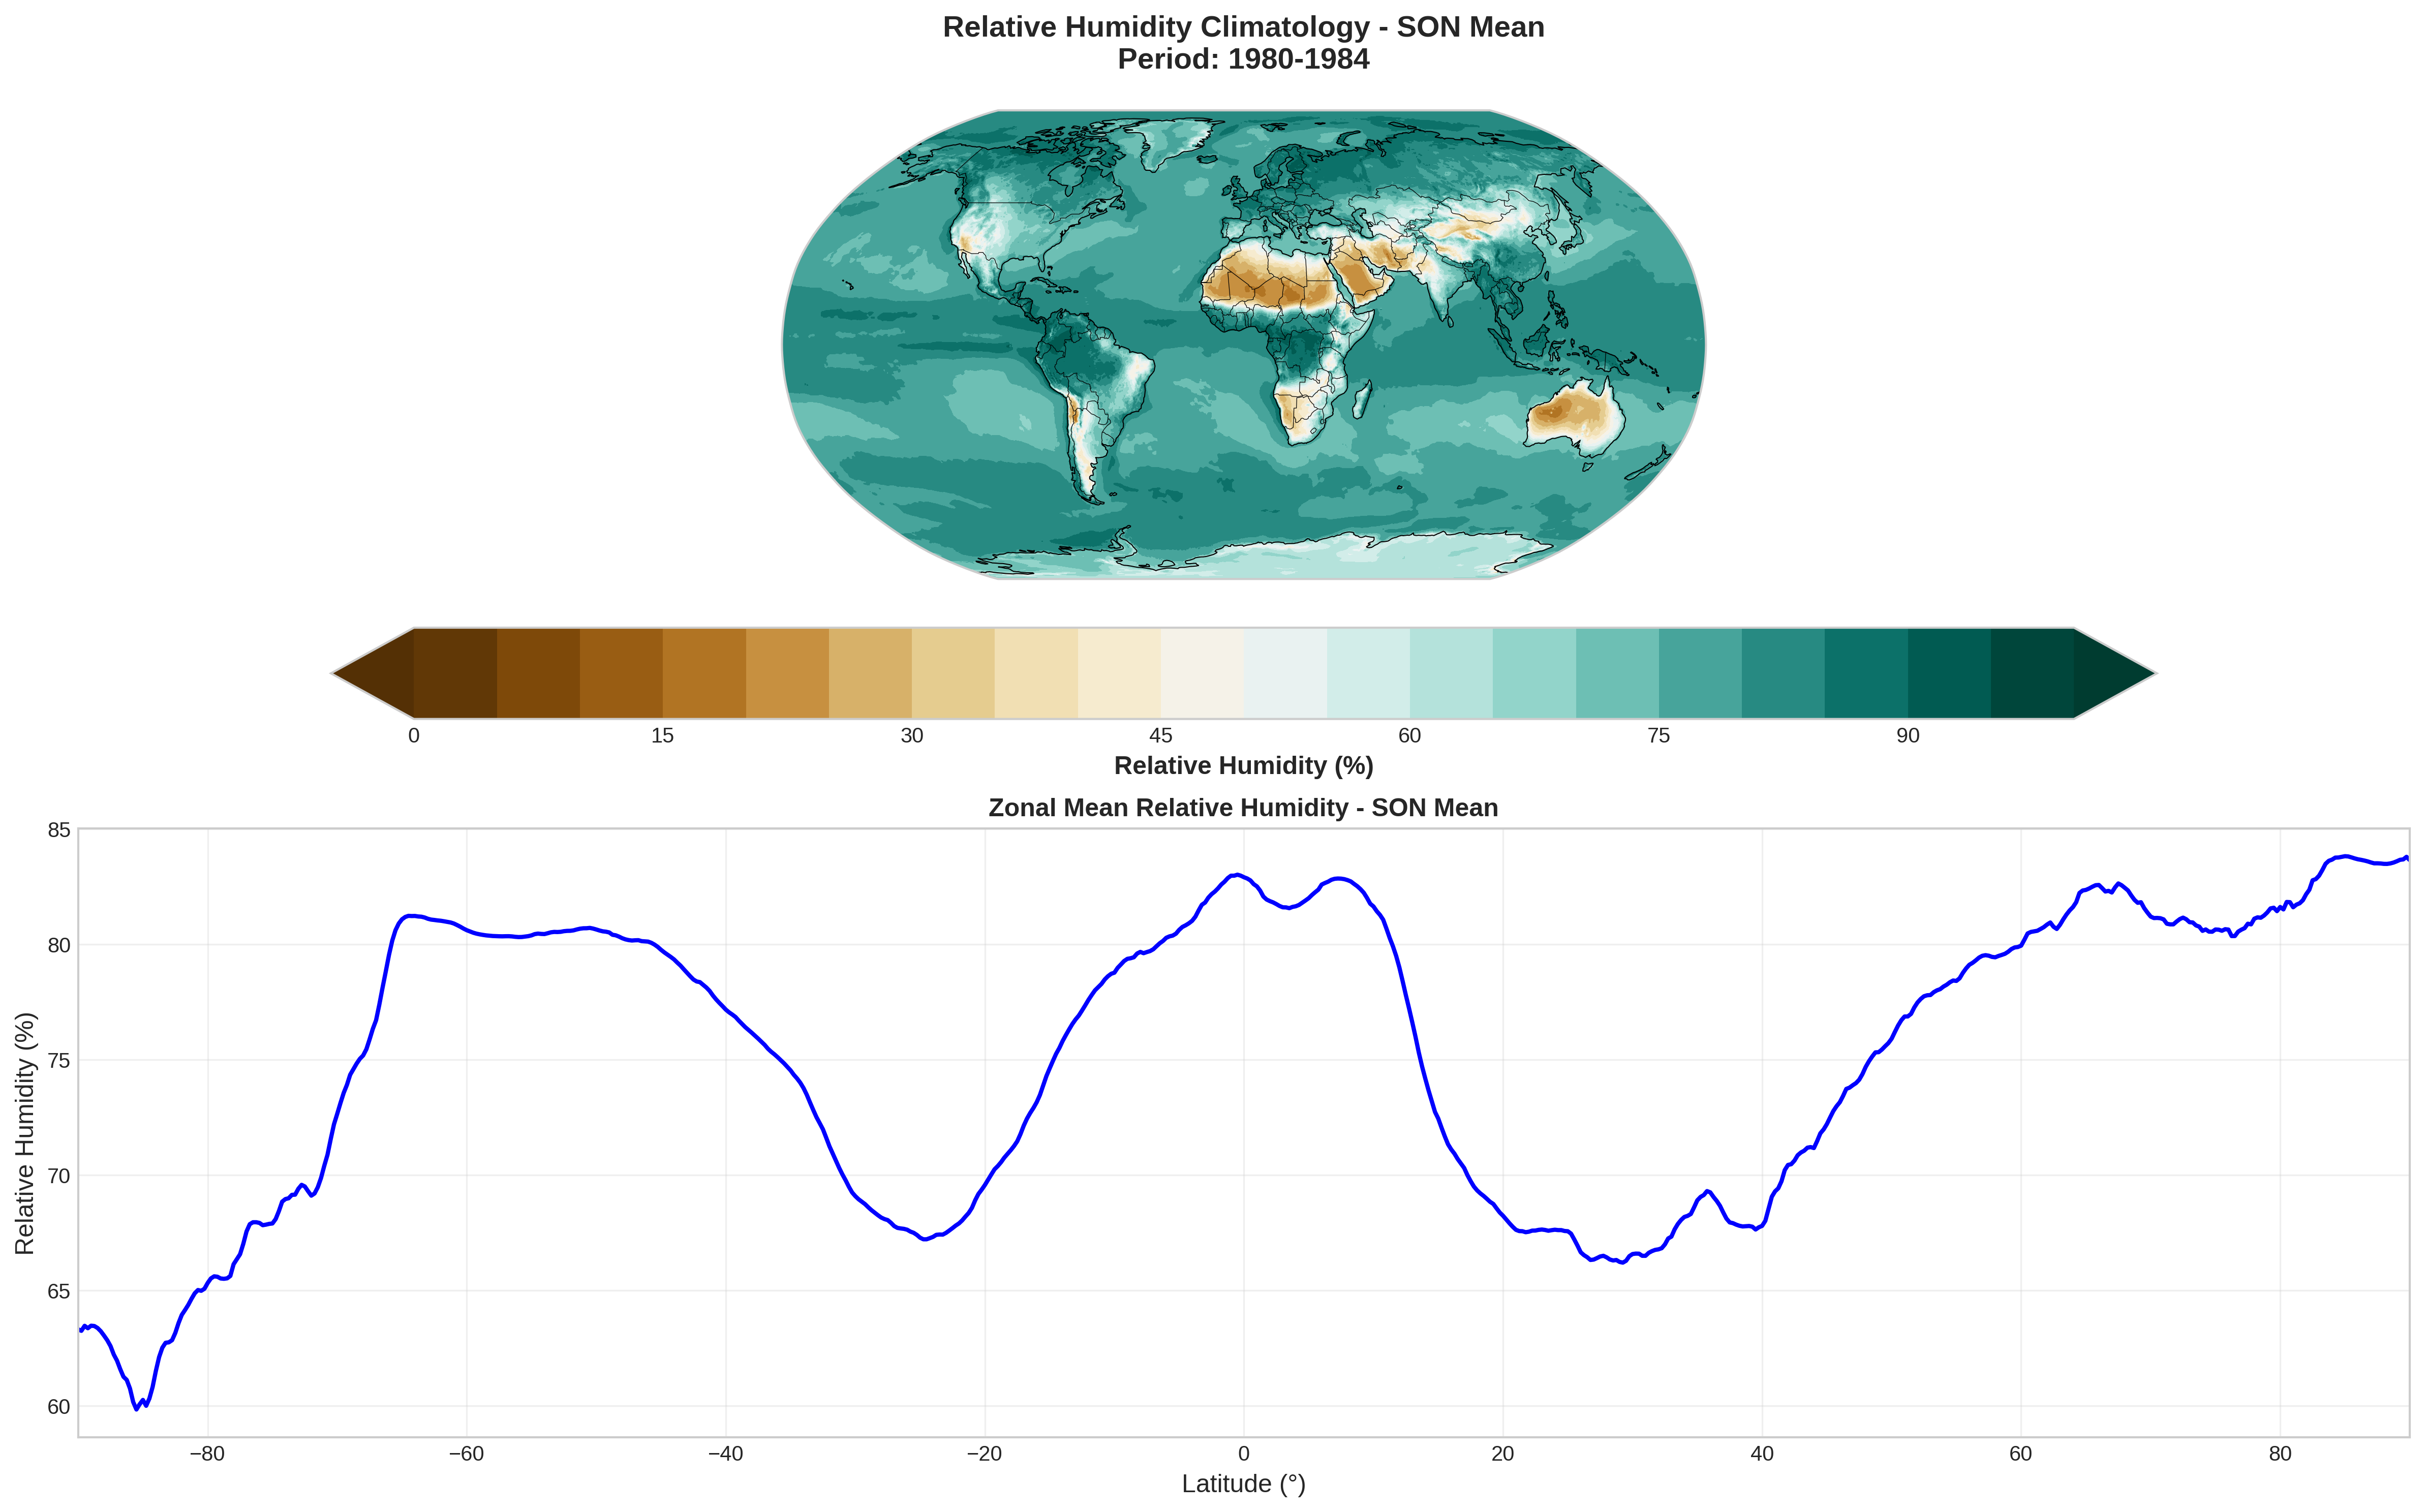 Relative Humidity Climatology - SON Mean
Period: 1980-1984
0 15 30 45 60 75 90
Relative Humidity (%)
Zonal Mean Relative Humidity - SON Mean
85
80
75
70
65
60
Relative Humidity (%)
−80 −60 −40 −20 0 20 40 60 80
Latitude (°)